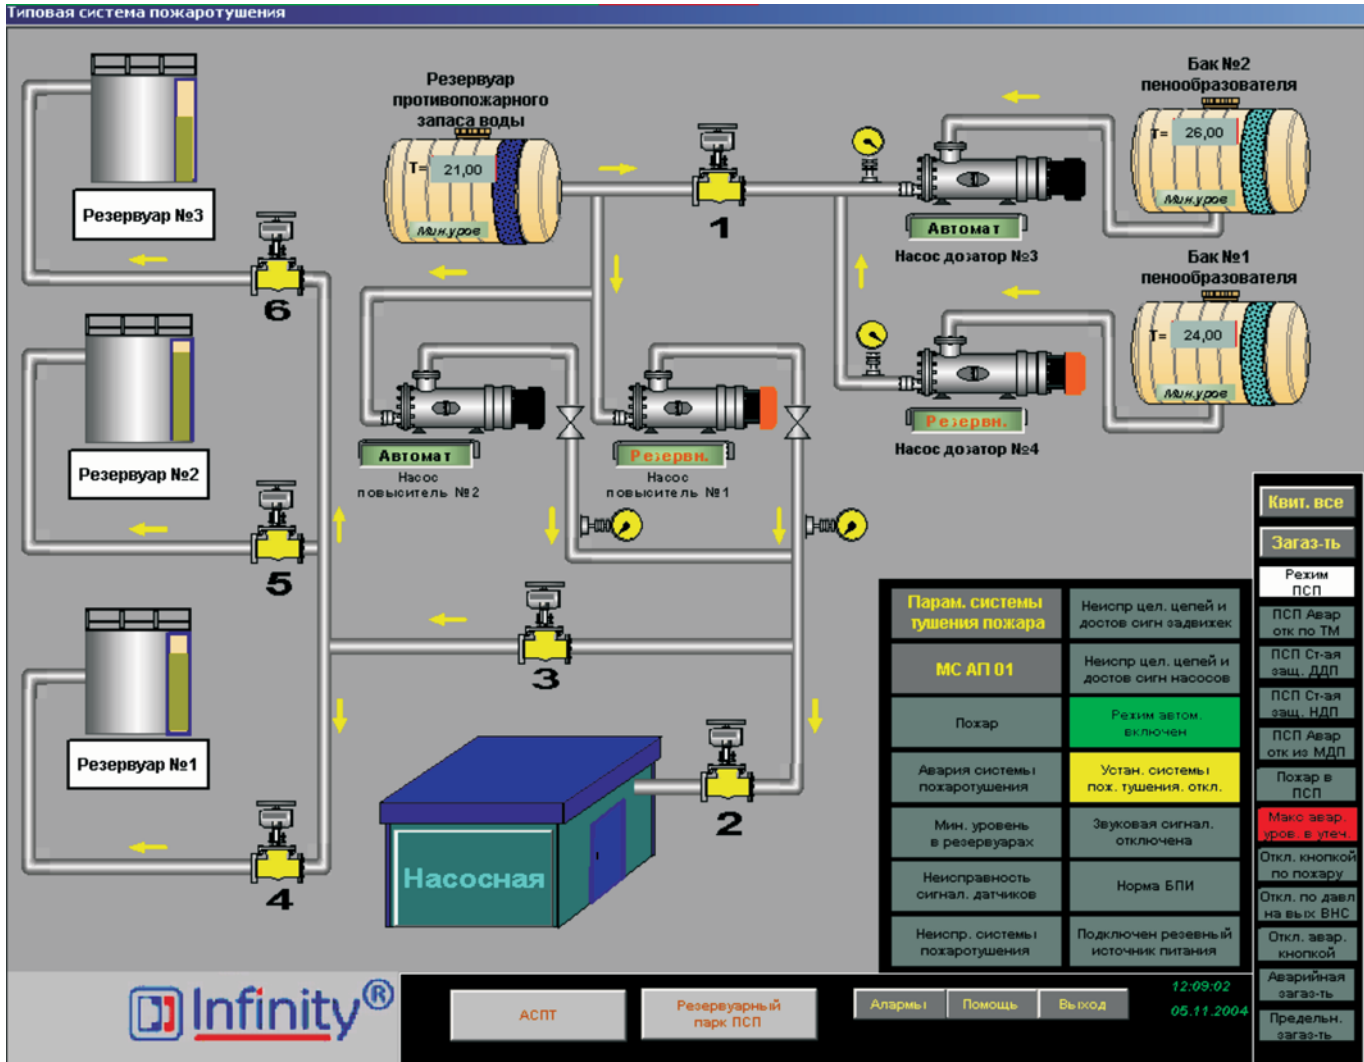 Типовая система пожаротушения
Резервуар №3
6
Резервуар №2
5
Резервуар №1
4
Резервуар
противопожарного
запаса воды
T=
21,00
Мин.уров
1
Автомат
Насос
повыситель №2
Резервн.
Насос
повыситель №1
3
2
Насосная
Бак №2
пенообразователя
T=
26,00
Мин.уров
Автомат
Насос дозатор №3
Бак №1
пенообразователя
T=
24,00
Мин.уров
Резервн.
Насос дозатор №4
Парам. системы
тушения пожара
МС АП 01
Пожар
Авария системы
пожаротушения
Мин. уровень
в резервуарах
Неисправность
сигнал. датчиков
Неиспр. системы
пожаротушения
Неиспр цел. цепей и
достов сигн задвижек
Неиспр цел. цепей и
достов сигн насосов
Режим автом.
включен
Устан. системы
пож. тушения. откл.
Звуковая сигнал.
отключена
Норма БПИ
Подключен резевный
источник питания
Квит. все
Загаз-ть
Режим
ПСП
ПСП Авар
отк по ТМ
ПСП Ст-ая
защ. ДДП
ПСП Ст-ая
защ. НДП
ПСП Авар
отк из МДП
Пожар в
ПСП
Макс авар.
уров. в утеч.
Откл. кнопкой
по пожару
Откл. по давл
на вых ВНС
Откл. авар.
кнопкой
Аварийная
загаз-ть
Предельн.
загаз-ть
Infinity®
АСПТ
Резервуарный
парк ПСП
Алармы
Помощь
Выход
12:09:02
05.11.2004